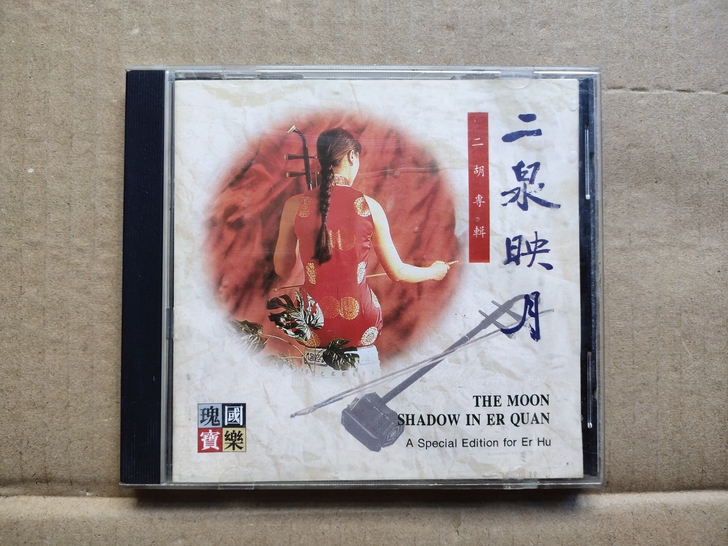 二泉映月
二胡專輯
THE MOON
SHADOW IN ER QUAN
A Special Edition for Er Hu
國樂
瑰寶